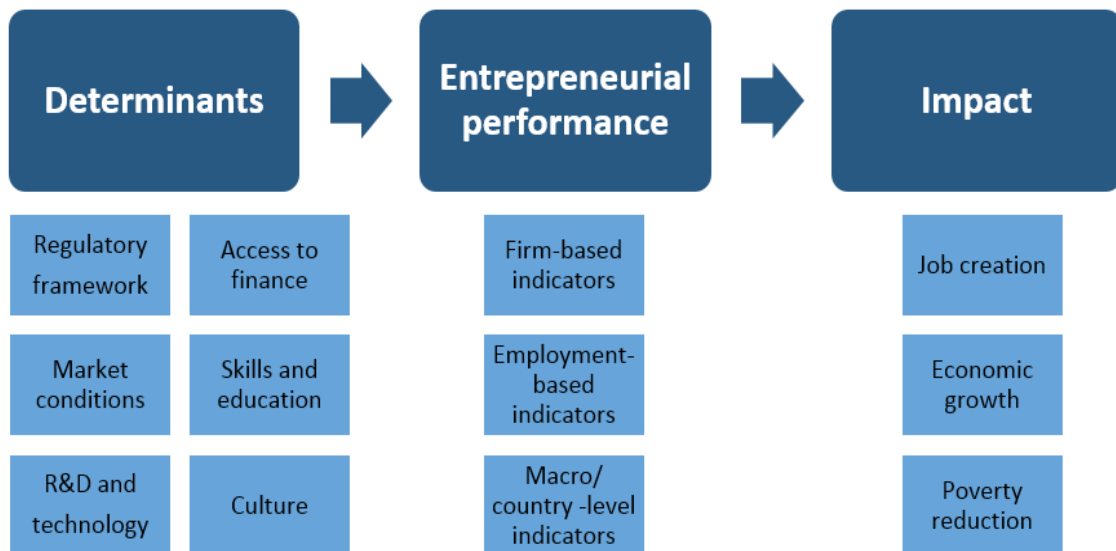 Determinants
Entrepreneurial
performance
Impact
Regulatory
framework
Access to
finance
Firm-based
indicators
Job creation
Market
conditions
Skills and
education
Employment-
based
indicators
Economic
growth
R&D and
technology
Culture
Macro/
country -level
indicators
Poverty
reduction